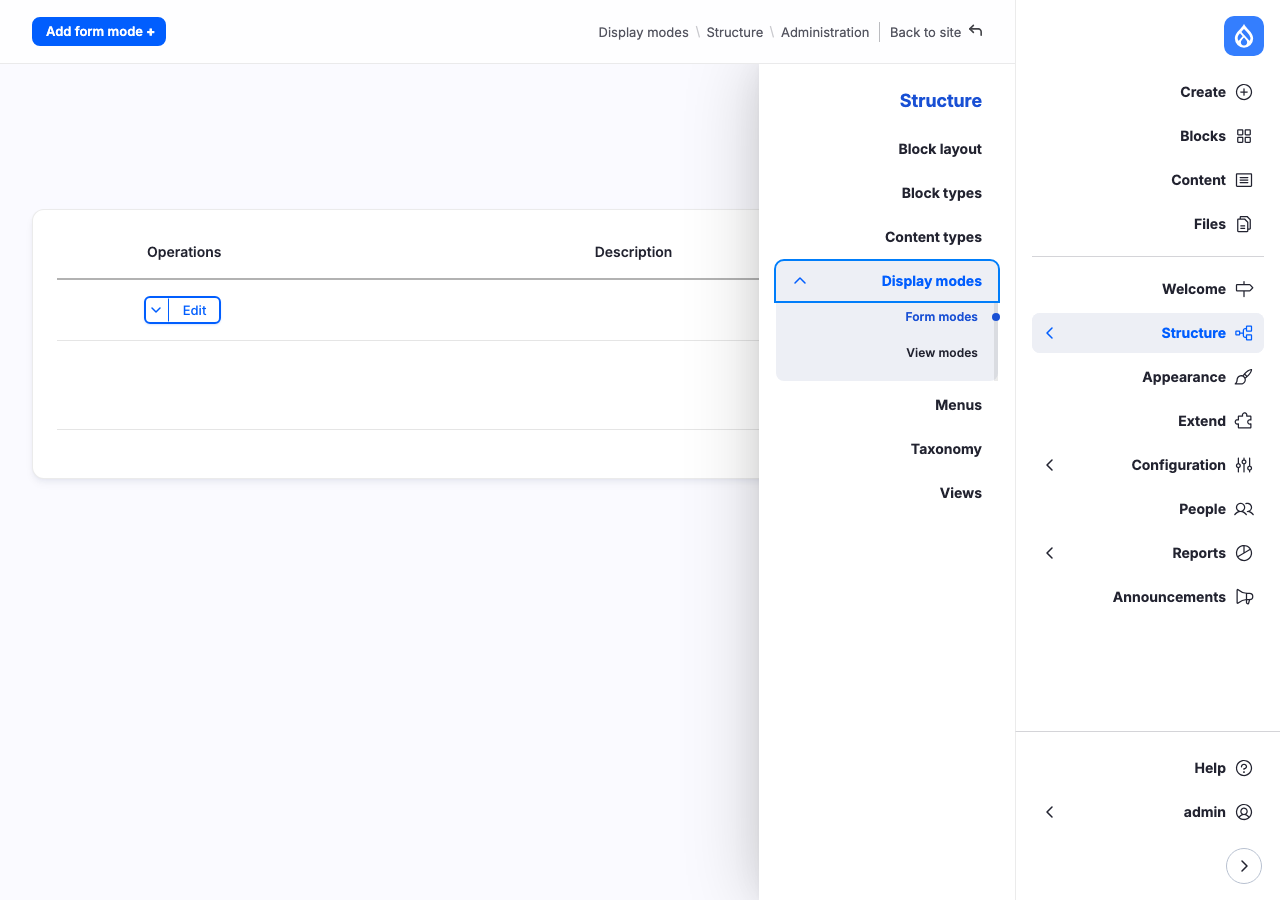 Add form mode +
Display modes \ Structure \ Administration
Back to site
Operations
Description
Edit
Structure
Block layout
Block types
Content types
Display modes
Form modes
View modes
Menus
Taxonomy
Views
Create
Blocks
Content
Files
Welcome
Structure
Appearance
Extend
Configuration
People
Reports
Announcements
Help
admin